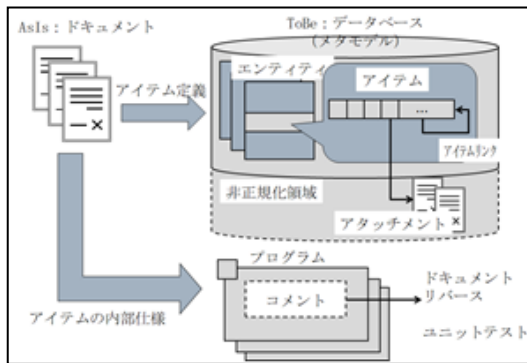 AsIs：ドキュメント
ToBe：データベース
(メタモデル)
エンティティ
アイテム
アイテム定義
...
アイテムリンク
非正規化領域
アタッチメント
プログラム
コメント
ドキュメント
リバース
アイテムの内部仕様
ユニットテスト